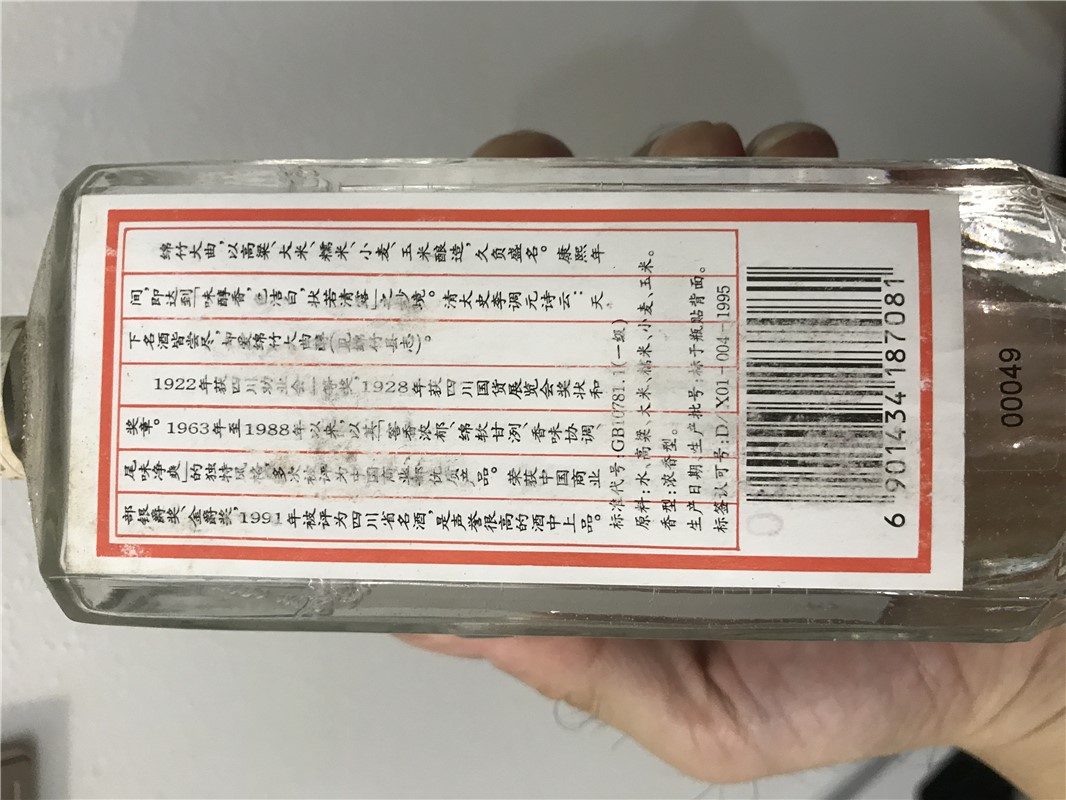 绵竹大曲，以高粱、大米、糯米、小麦、玉米酿造，久负盛名。康熙年
间，即达到“味醇香，色洁白，状若清露”之妙境。清太史李调元诗云：天
下名酒皆尝尽，却爱绵竹大曲醇（见绵竹县志）。
1922年获四川劝业会一等奖，1928年获四川国货展览会奖状和
奖章。1963年至1988年以来，以其“窖香浓郁、绵软甘洌、香味协调、
尾味净爽”的独特风格，多次被评为中国商业部优质产品。荣获中国商业
部银爵奖、金爵奖，1991年被评为四川省名酒，是声誉很高的酒中上品。
标准代号：GB10781.1(一级)
原料：水、高粱、大米、糯米、小麦、玉米。
香型：浓香型。
生产日期 生产批号：标于瓶贴背面。
标签认可号：D/X01-004-1995
6 901434 187081
00049